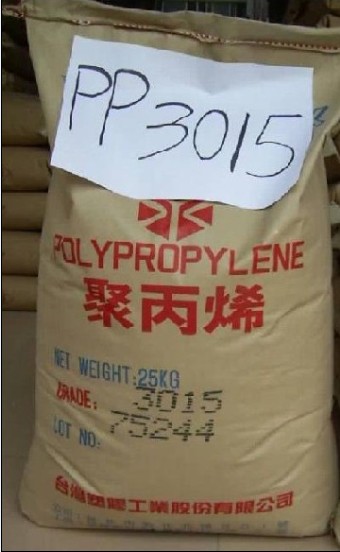 PP3015
POLYPROPYLENE
聚丙烯
NET WEIGHT:25KG
GRADE: 3015
LOT NO: 75244
台灣塑膠工業股份有限公司